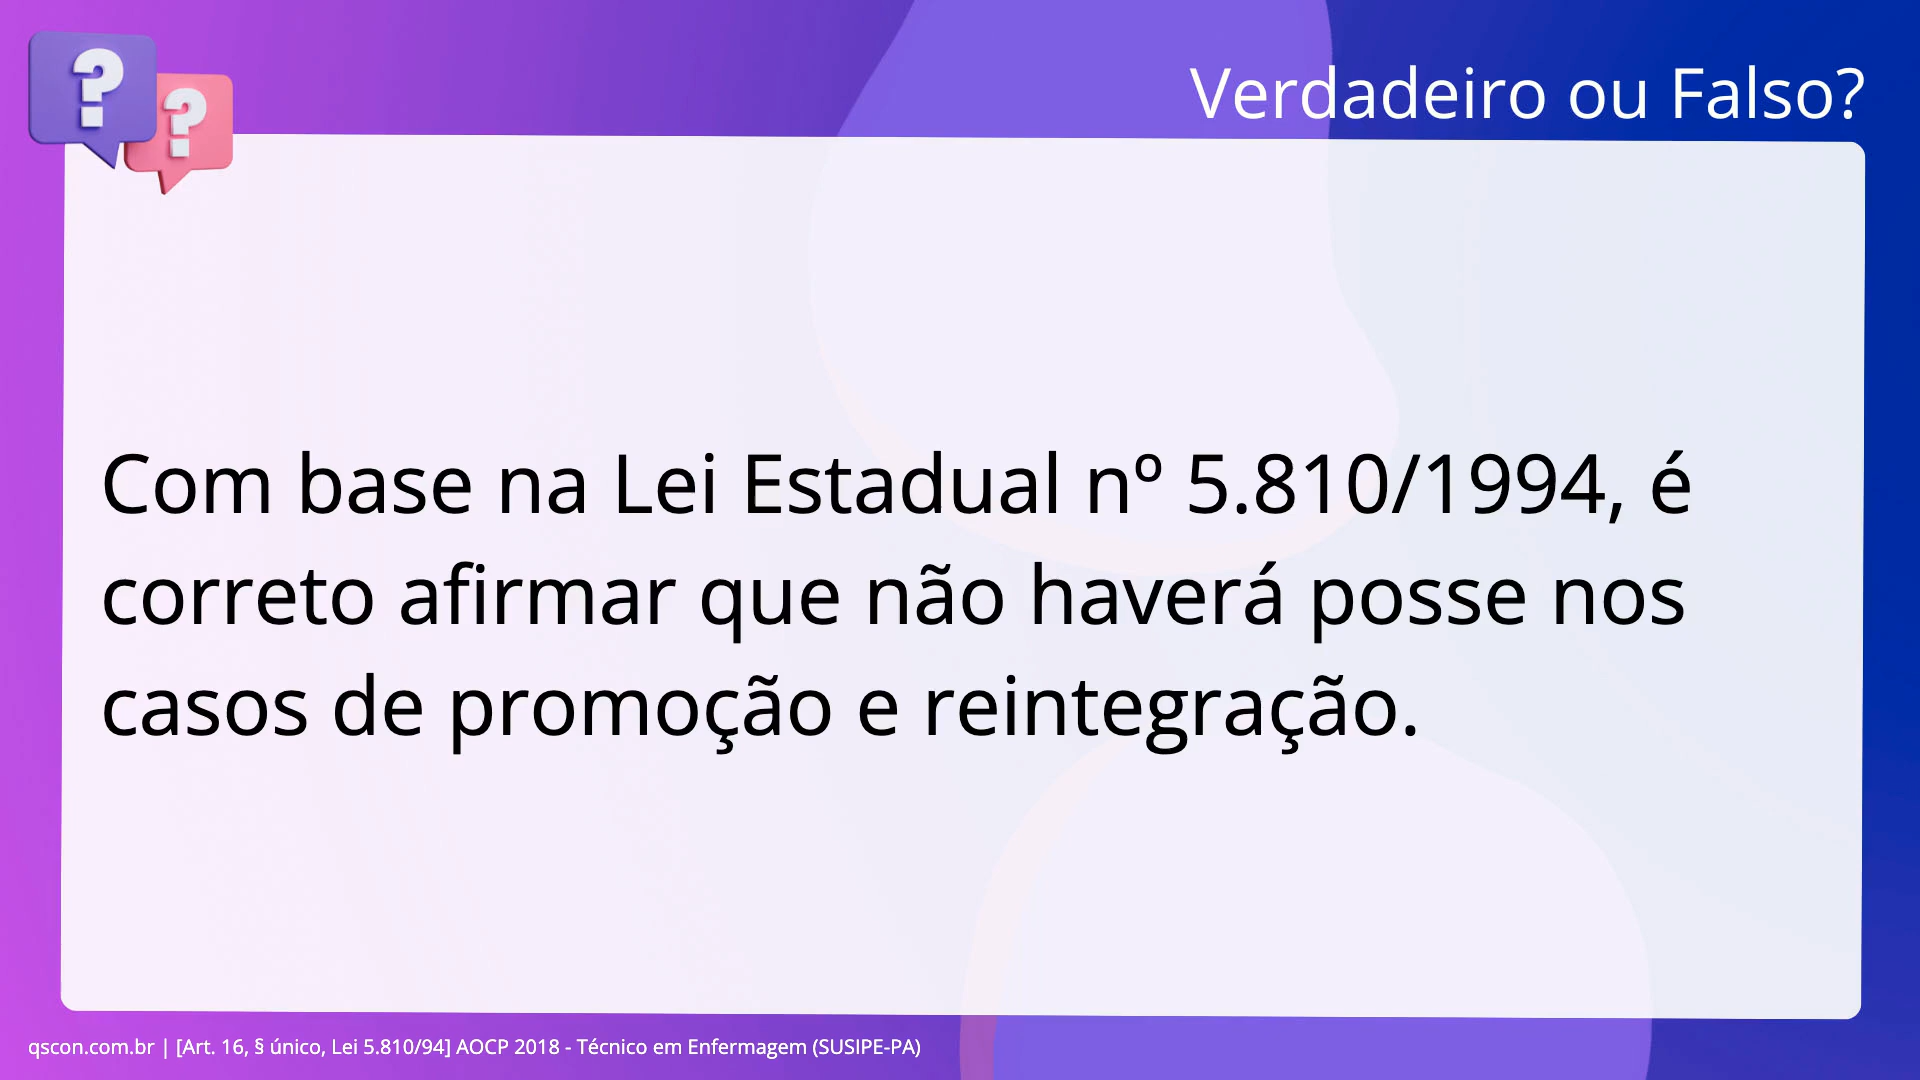 ? ?
Verdadeiro ou Falso?
Com base na Lei Estadual nº 5.810/1994, é
correto afirmar que não haverá posse nos
casos de promoção e reintegração.
qscon.com.br | [Art. 16, § único, Lei 5.810/94] AOCP 2018 - Técnico em Enfermagem (SUSIPE-PA)